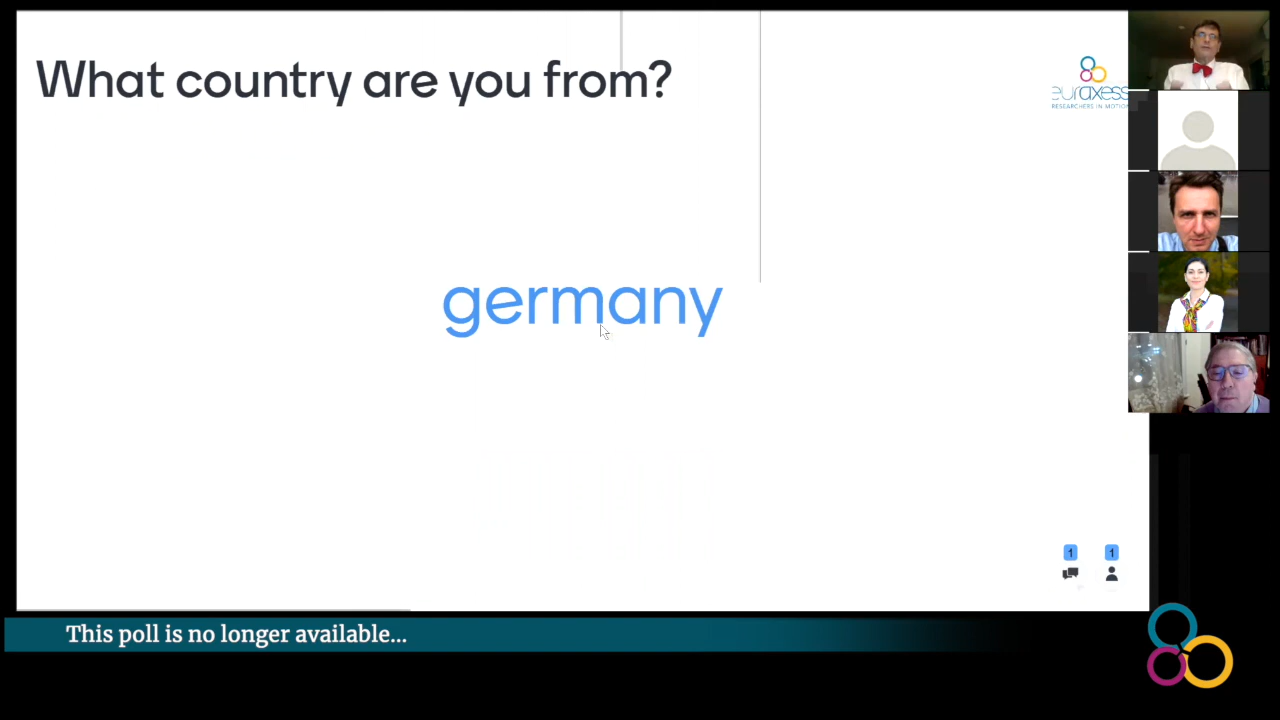 What country are you from?
euraxess
RESEARCHERS IN MOTION
germany
1 1
This poll is no longer available...